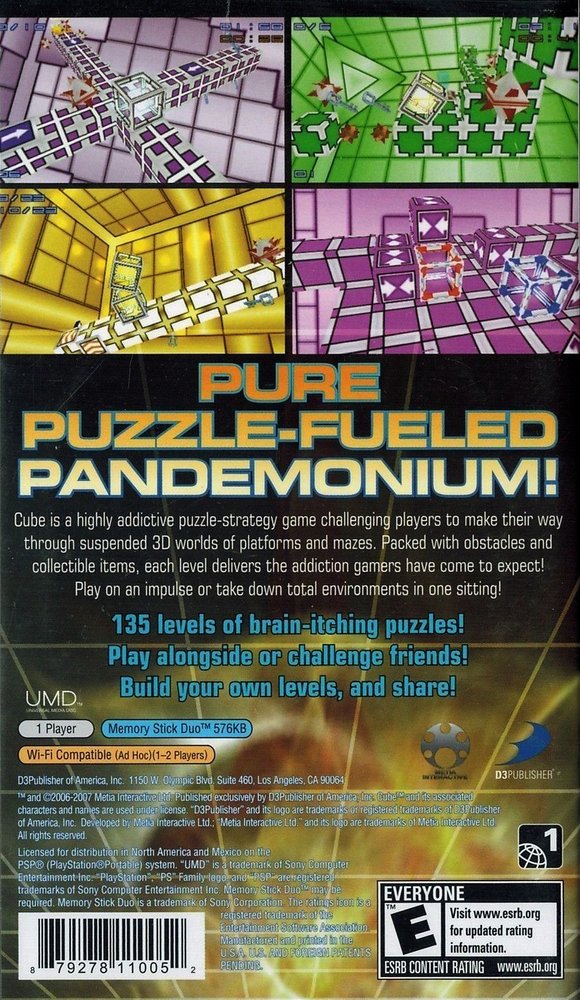 PURE
PUZZLE-FUELED
PANDEMONIUM!
Cube is a highly addictive puzzle-strategy game challenging players to make their way
through suspended 3D worlds of platforms and mazes. Packed with obstacles and
collectible items, each level delivers the addiction gamers have come to expect!
Play on an impulse or take down total environments in one sitting!
135 levels of brain-itching puzzles!
Play alongside or challenge friends!
Build your own levels, and share!
UMD™
UNIVERSAL MEDIA DISC
1 Player
Memory Stick Duo™ 576KB
Wi-Fi Compatible (Ad Hoc)(1–2 Players)
METIA
INTERACTIVE
D3PUBLISHER®
D3Publisher of America, Inc. 1150 W. Olympic Blvd. Suite 460, Los Angeles, CA 90064
™ and ©2006-2007 Metia Interactive Ltd. Published exclusively by D3Publisher of America, Inc. Cube™ and its associated
characters and names are used under license. "D3Publisher" and its logo are trademarks or registered trademarks of D3Publisher
of America, Inc. Developed by Metia Interactive Ltd.; "Metia Interactive Ltd." and its logo are trademarks of Metia Interactive Ltd.
All rights reserved.
Licensed for distribution in North America and Mexico on the
PSP® (PlayStation®Portable) system. "UMD" is a trademark of Sony Computer
Entertainment Inc. "PlayStation", "PS" Family logo, and "PSP" are registered
trademarks of Sony Computer Entertainment Inc. Memory Stick Duo™ may be
required. Memory Stick Duo is a trademark of Sony Corporation. The ratings icon is a
registered trademark of the
Entertainment Software Association.
Manufactured and printed in the
U.S.A. U.S. AND FOREIGN PATENTS
PENDING.
1
EVERYONE
E
™
Visit www.esrb.org
for updated rating
information.
ESRB CONTENT RATING www.esrb.org
8 79278 11005 2